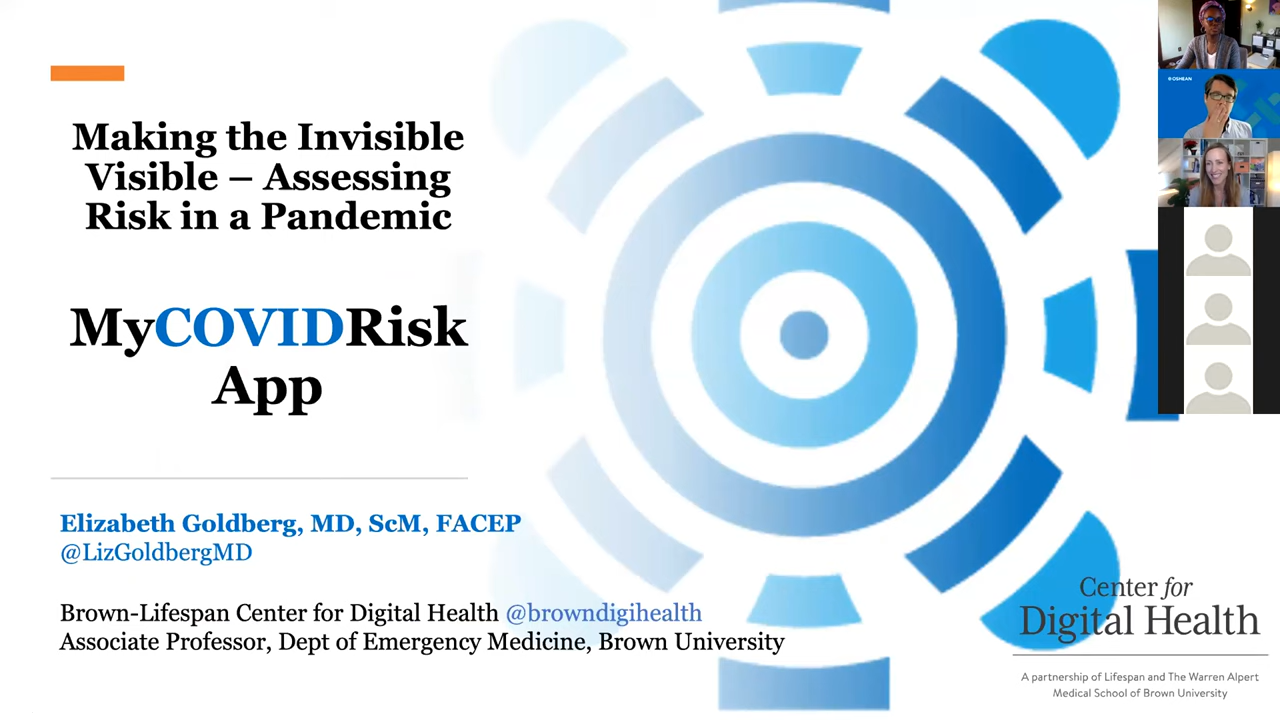 Making the Invisible
Visible – Assessing
Risk in a Pandemic
MyCOVIDRisk
App
Elizabeth Goldberg, MD, ScM, FACEP
@LizGoldbergMD
Brown-Lifespan Center for Digital Health @browndigihealth
Associate Professor, Dept of Emergency Medicine, Brown University
Center for
Digital Health
A partnership of Lifespan and The Warren Alpert
Medical School of Brown University
OSHEAN